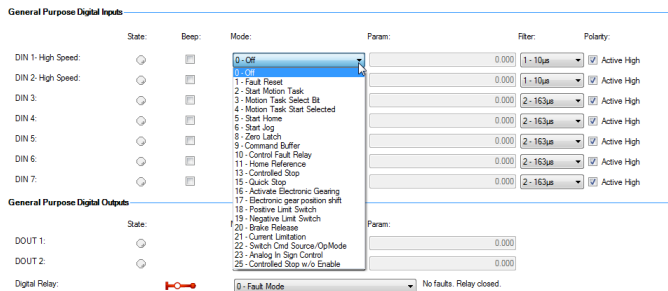 General Purpose Digital Inputs
State: Beep: Mode: Param: Filter: Polarity:
DIN 1- High Speed: 0 - Off 0.000 1 - 10µs Active High
0 - Off
DIN 2- High Speed: 1 - Fault Reset 0.000 1 - 10µs Active High
2 - Start Motion Task
DIN 3: 3 - Motion Task Select Bit 0.000 2 - 163µs Active High
4 - Motion Task Start Selected
DIN 4: 5 - Start Home 0.000 2 - 163µs Active High
6 - Start Jog
8 - Zero Latch
DIN 5: 9 - Command Buffer 0.000 2 - 163µs Active High
10 - Control Fault Relay
DIN 6: 11 - Home Reference 0.000 2 - 163µs Active High
13 - Controlled Stop
DIN 7: 15 - Quick Stop 0.000 2 - 163µs Active High
16 - Activate Electronic Gearing
General Purpose Digital Outputs 17 - Electronic gear position shift
18 - Positive Limit Switch
State: 19 - Negative Limit Switch Param:
20 - Brake Release
DOUT 1: 21 - Current Limitation 0.000
22 - Switch Cmd Source/OpMode
DOUT 2: 23 - Analog In Sign Control 0.000
25 - Controlled Stop w/o Enable
Digital Relay: 0 - Fault Mode No faults. Relay closed.